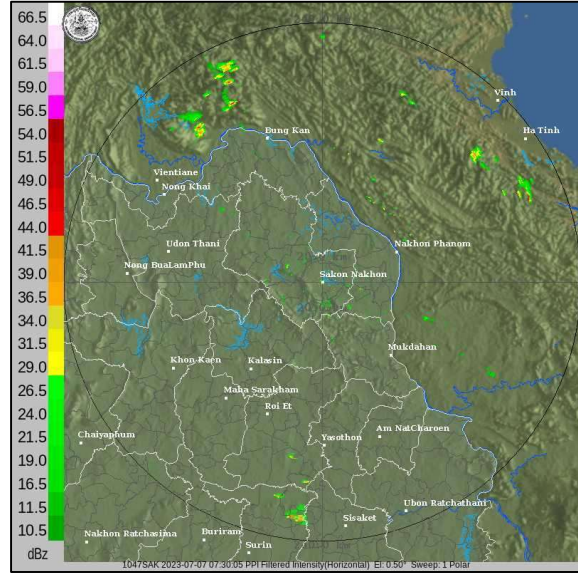 66.5
64.0
61.5
59.0
56.5
54.0
51.5
49.0
46.5
44.0
41.5
39.0
36.5
34.0
31.5
29.0
26.5
24.0
21.5
19.0
16.5
14.0
11.5
10.5
dBz
Vinh
Ha Tinh
Bung Kan
Vientiane
Nong Khai
Udon Thani
Nakhon Phanom
Nong BuaLamPhu
Sakon Nakhon
Mukdahan
Khon Kaen
Kalasin
Maha Sarakham
Roi Et
Am NatCharoen
Chaiyaphum
Yasothon
Ubon Ratchathani
Sisaket
Nakhon Ratchasima
Buriram
Surin
1047SAK 2023-07-07 07:30:05 PPI Filtered Intensity(Horizontal) El: 0.50° Sweep: 1 Polar